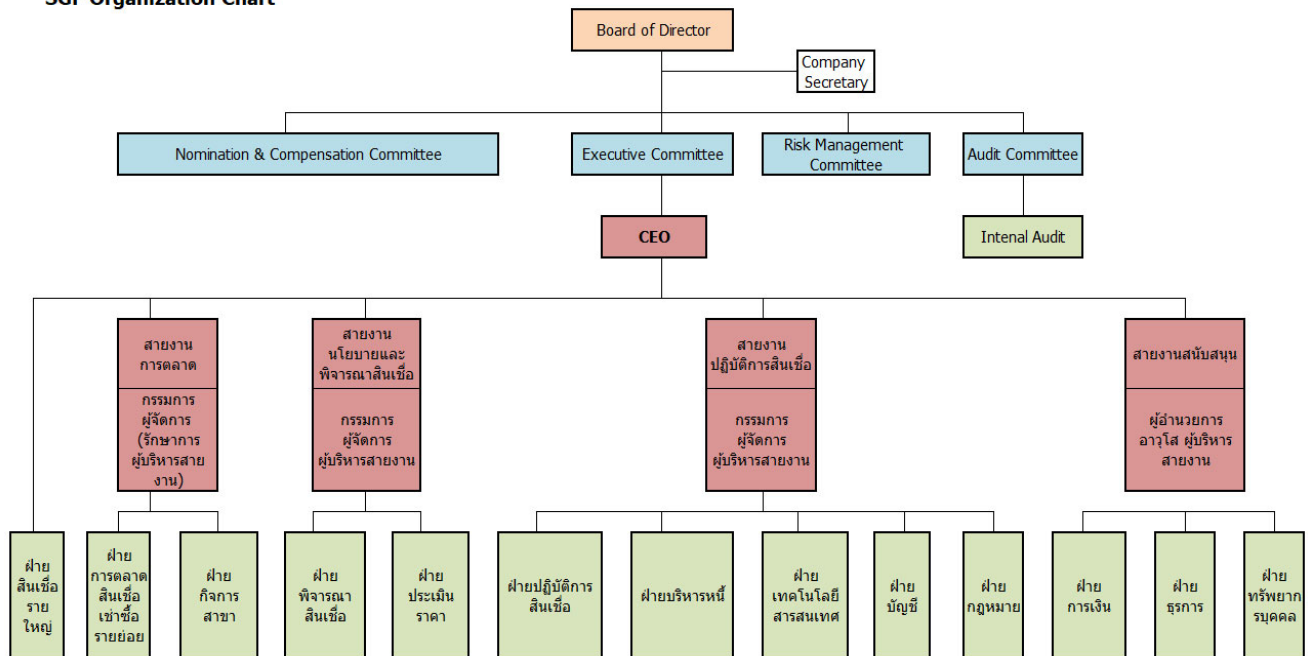 Board of Director
Company
Secretary
Nomination & Compensation Committee
Executive Committee
Risk Management
Committee
Audit Committee
CEO
Intenal Audit
สายงาน
การตลาด
กรรมการ
ผู้จัดการ
(รักษาการ
ผู้บริหารสาย
งาน)
สายงาน
นโยบายและ
พิจารณาสินเชื่อ
กรรมการ
ผู้จัดการ
ผู้บริหารสายงาน
สายงาน
ปฏิบัติการสินเชื่อ
กรรมการ
ผู้จัดการ
ผู้บริหารสายงาน
สายงานสนับสนุน
ผู้อำนวยการ
อาวุโส ผู้บริหาร
สายงาน
ฝ่าย
สินเชื่อ
ราย
ใหญ่
ฝ่าย
การตลาด
สินเชื่อ
เช่าซื้อ
รายย่อย
ฝ่าย
กิจการ
สาขา
ฝ่าย
พิจารณา
สินเชื่อ
ฝ่าย
ประเมิน
ราคา
ฝ่ายปฏิบัติการ
สินเชื่อ
ฝ่ายบริหารหนี้
ฝ่าย
เทคโนโลยี
สารสนเทศ
ฝ่าย
บัญชี
ฝ่าย
กฎหมาย
ฝ่าย
การเงิน
ฝ่าย
ธุรการ
ฝ่าย
ทรัพยาก
รบุคคล